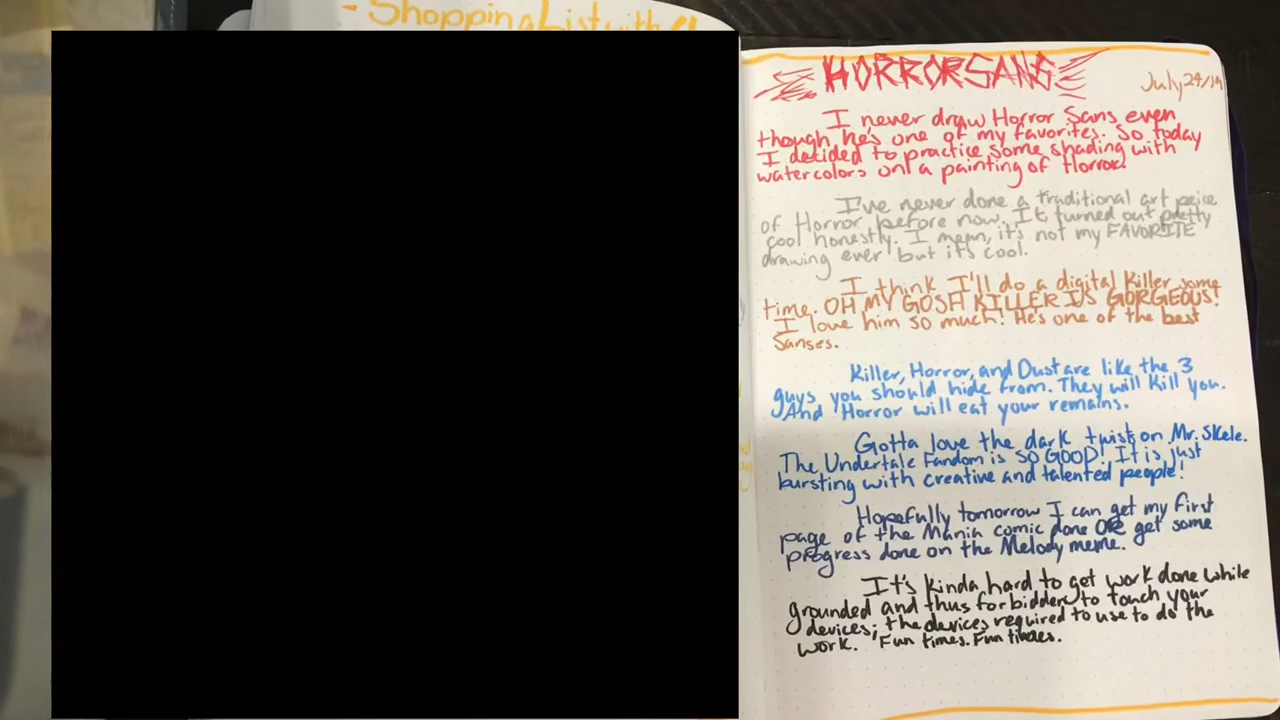 - Shopping List with
HORRORSANS
July 24/19
I never draw Horror Sans even
though he's one of my favorites. So today
I decided to practice some shading with
watercolors on a painting of Horror.
I've never done a traditional art peice
of Horror before now. It turned out pretty
cool honestly. I mean, it's not my FAVORITE
drawing ever but it's cool.
I think I'll do a digital Killer some
time. OH MY GOSH KILLER IS GORGEOUS!
I love him so much! He's one of the best
Sanses.
Killer, Horror, and Dust are like the 3
guys you should hide from. They will kill you.
And Horror will eat your remains.
Gotta love the dark twist on Mr. Skele.
The Undertale Fandom is so GOOD! It is just
bursting with creative and talented people!
Hopefully tomorrow I can get my first
page of the Mania comic done OR get some
progress done on the Melody meme.
It's kinda hard to get work done while
grounded and thus forbidden to touch your
devices; the devices required to use to do the
work. Fun times. Fun times.